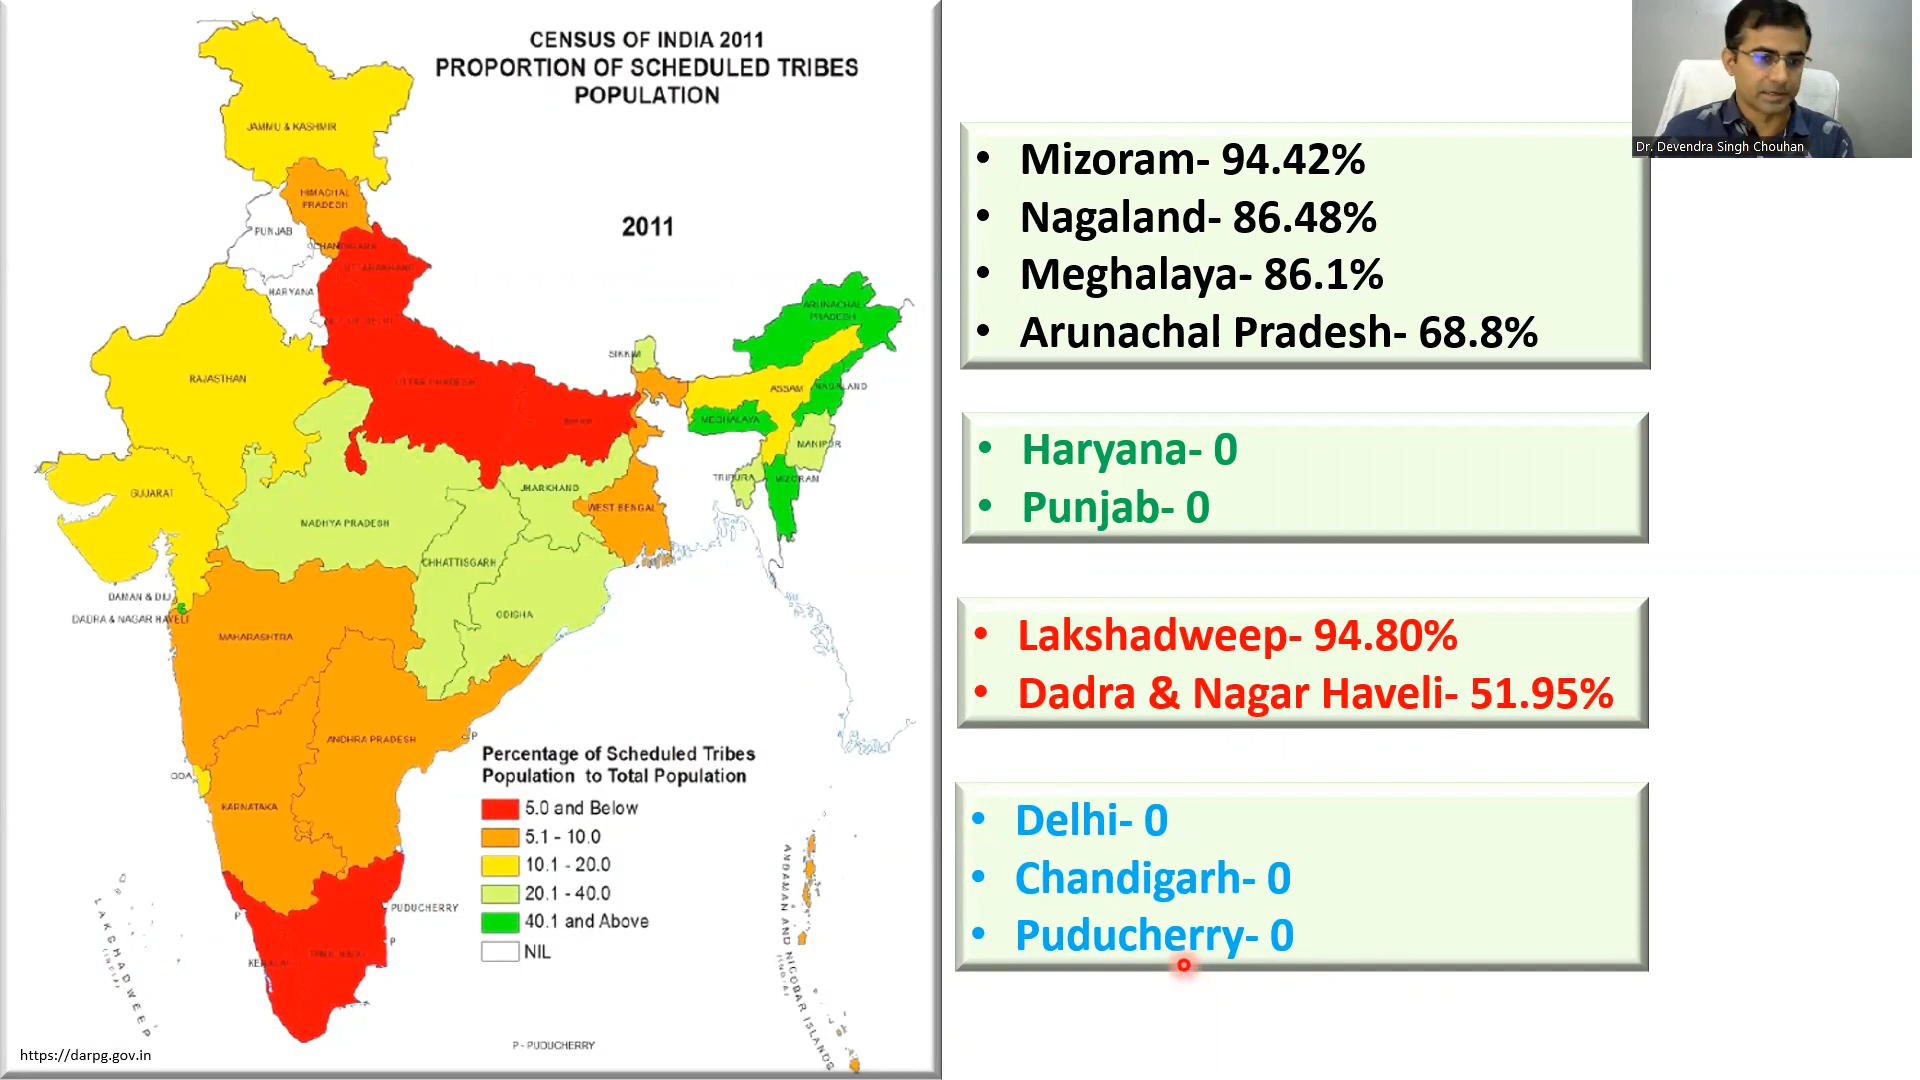 CENSUS OF INDIA 2011
PROPORTION OF SCHEDULED TRIBES
POPULATION
2011
JAMMU & KASHMIR
HIMACHAL
PRADESH
PUNJAB
CHANDIGARH
UTTARAKHAND
HARYANA
NCT OF DELHI
RAJASTHAN
UTTAR PRADESH
BIHAR
SIKKIM
ARUNACHAL
PRADESH
ASSAM
NAGALAND
MEGHALAYA
MANIPUR
TRIPURA
MIZORAM
GUJARAT
MADHYA PRADESH
JHARKHAND
WEST BENGAL
CHHATTISGARH
ODISHA
DAMAN & DIU
DADRA & NAGAR HAVELI
MAHARASHTRA
ANDHRA PRADESH
P
GOA
KARNATAKA
PUDUCHERRY
P
P
KERALA
TAMIL NADU
LAKSHADWEEP
(INDIA)
ANDAMAN AND NICOBAR ISLANDS
(INDIA)
Percentage of Scheduled Tribes
Population to Total Population
5.0 and Below
5.1 - 10.0
10.1 - 20.0
20.1 - 40.0
40.1 and Above
NIL
P - PUDUCHERRY
https://darpg.gov.in
• Mizoram- 94.42%
• Nagaland- 86.48%
• Meghalaya- 86.1%
• Arunachal Pradesh- 68.8%
• Haryana- 0
• Punjab- 0
• Lakshadweep- 94.80%
• Dadra & Nagar Haveli- 51.95%
• Delhi- 0
• Chandigarh- 0
• Puducherry- 0
Dr. Devendra Singh Chouhan